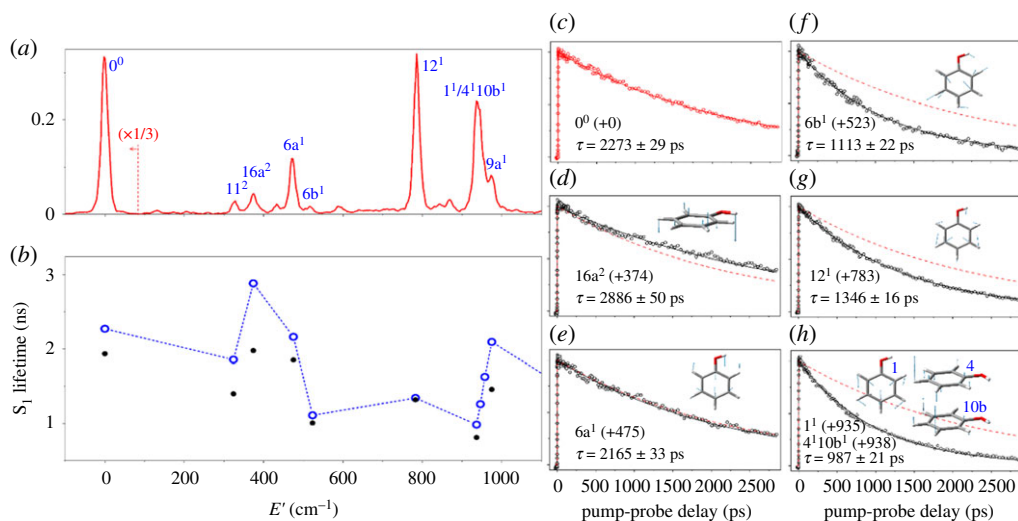 (a)
0⁰
(×1/3)
11²
16a²
6a¹
6b¹
12¹
1¹/4¹10b¹
9a¹
0.2
0
(b)
3
2
1
S₁ lifetime (ns)
0
200
400
600
800
1000
E′ (cm⁻¹)
(c)
0⁰ (+0)
τ = 2273 ± 29 ps
(d)
16a² (+374)
τ = 2886 ± 50 ps
(e)
6a¹ (+475)
τ = 2165 ± 33 ps
0 500 1000 1500 2000 2500
pump-probe delay (ps)
(f)
6b¹ (+523)
τ = 1113 ± 22 ps
(g)
12¹ (+783)
τ = 1346 ± 16 ps
(h)
1
4
10b
1¹ (+935)
4¹10b¹ (+938)
τ = 987 ± 21 ps
0 500 1000 1500 2000 2500
pump-probe delay (ps)